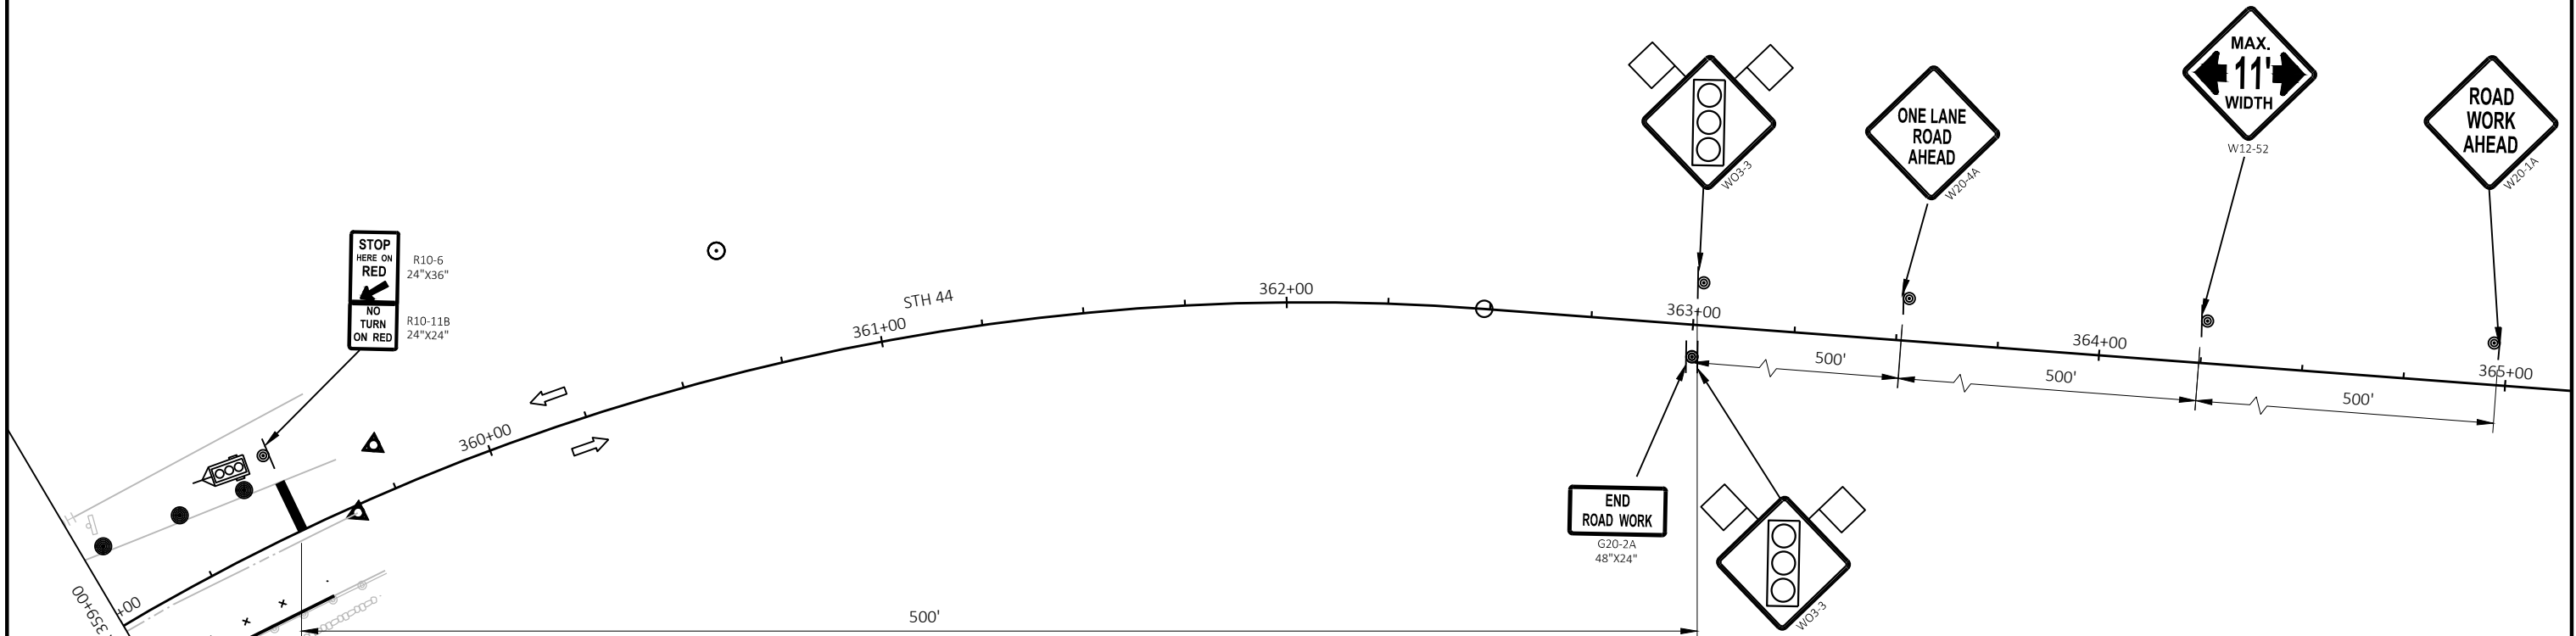 MAX.
11'
WIDTH
W12-52
ROAD
WORK
AHEAD
W20-1A
ONE LANE
ROAD
AHEAD
W20-4A
WO3-3
STOP
HERE ON
RED
R10-6
24"X36"
NO
TURN
ON RED
R10-11B
24"X24"
STH 44
359+00
+00
360+00
361+00
362+00
363+00
364+00
365+00
500'
500'
500'
END
ROAD WORK
G20-2A
48"X24"
WO3-3
500'